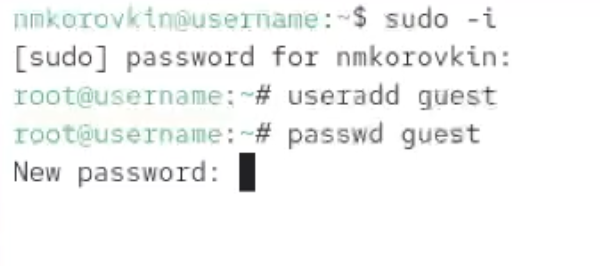 nmkorovkin@username:~$ sudo -i
[sudo] password for nmkorovkin:
root@username:~# useradd guest
root@username:~# passwd guest
New password: